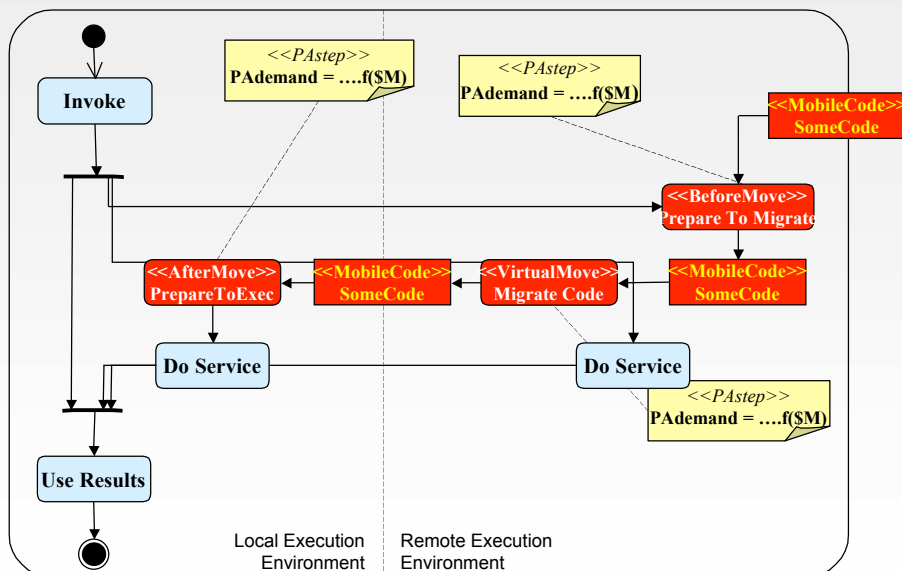 <<PAstep>>
PAdemand = ….f($M)
<<PAstep>>
PAdemand = ….f($M)
Invoke
<<MobileCode>>
SomeCode
<<BeforeMove>>
Prepare To Migrate
<<AfterMove>>
PrepareToExec
<<MobileCode>>
SomeCode
<<VirtualMove>>
Migrate Code
<<MobileCode>>
SomeCode
Do Service
Do Service
<<PAstep>>
PAdemand = ….f($M)
Use Results
Local Execution
Environment
Remote Execution
Environment